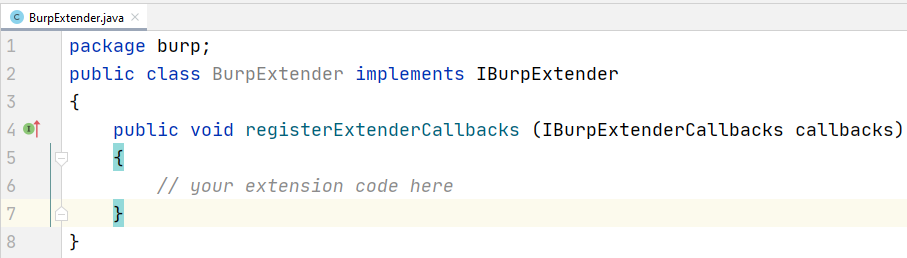 BurpExtender.java
1 package burp;
2 public class BurpExtender implements IBurpExtender
3 {
4 public void registerExtenderCallbacks (IBurpExtenderCallbacks callbacks)
5 {
6 // your extension code here
7 }
8 }